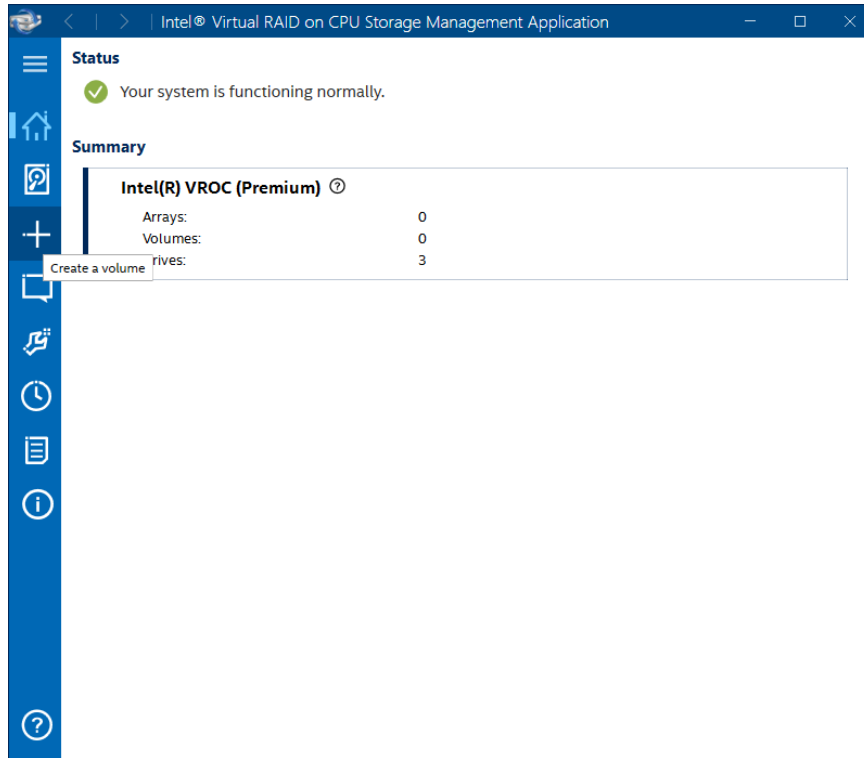 Intel® Virtual RAID on CPU Storage Management Application
Status
Your system is functioning normally.
Summary
Intel(R) VROC (Premium)
Arrays: 0
Volumes: 0
rives: 3
Create a volume